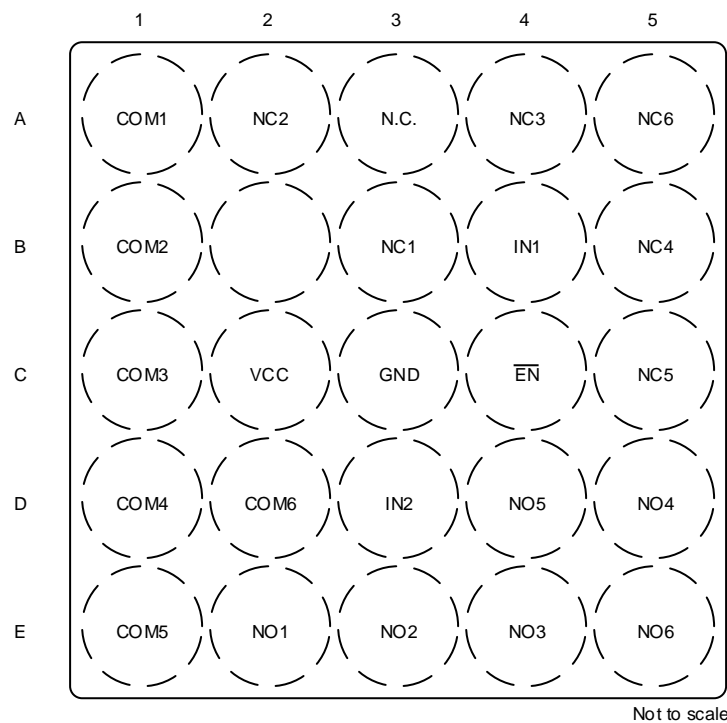 1 2 3 4 5
A COM1 NC2 N.C. NC3 NC6
B COM2 NC1 IN1 NC4
C COM3 VCC GND E̅N̅ NC5
D COM4 COM6 IN2 NO5 NO4
E COM5 NO1 NO2 NO3 NO6
Not to scale